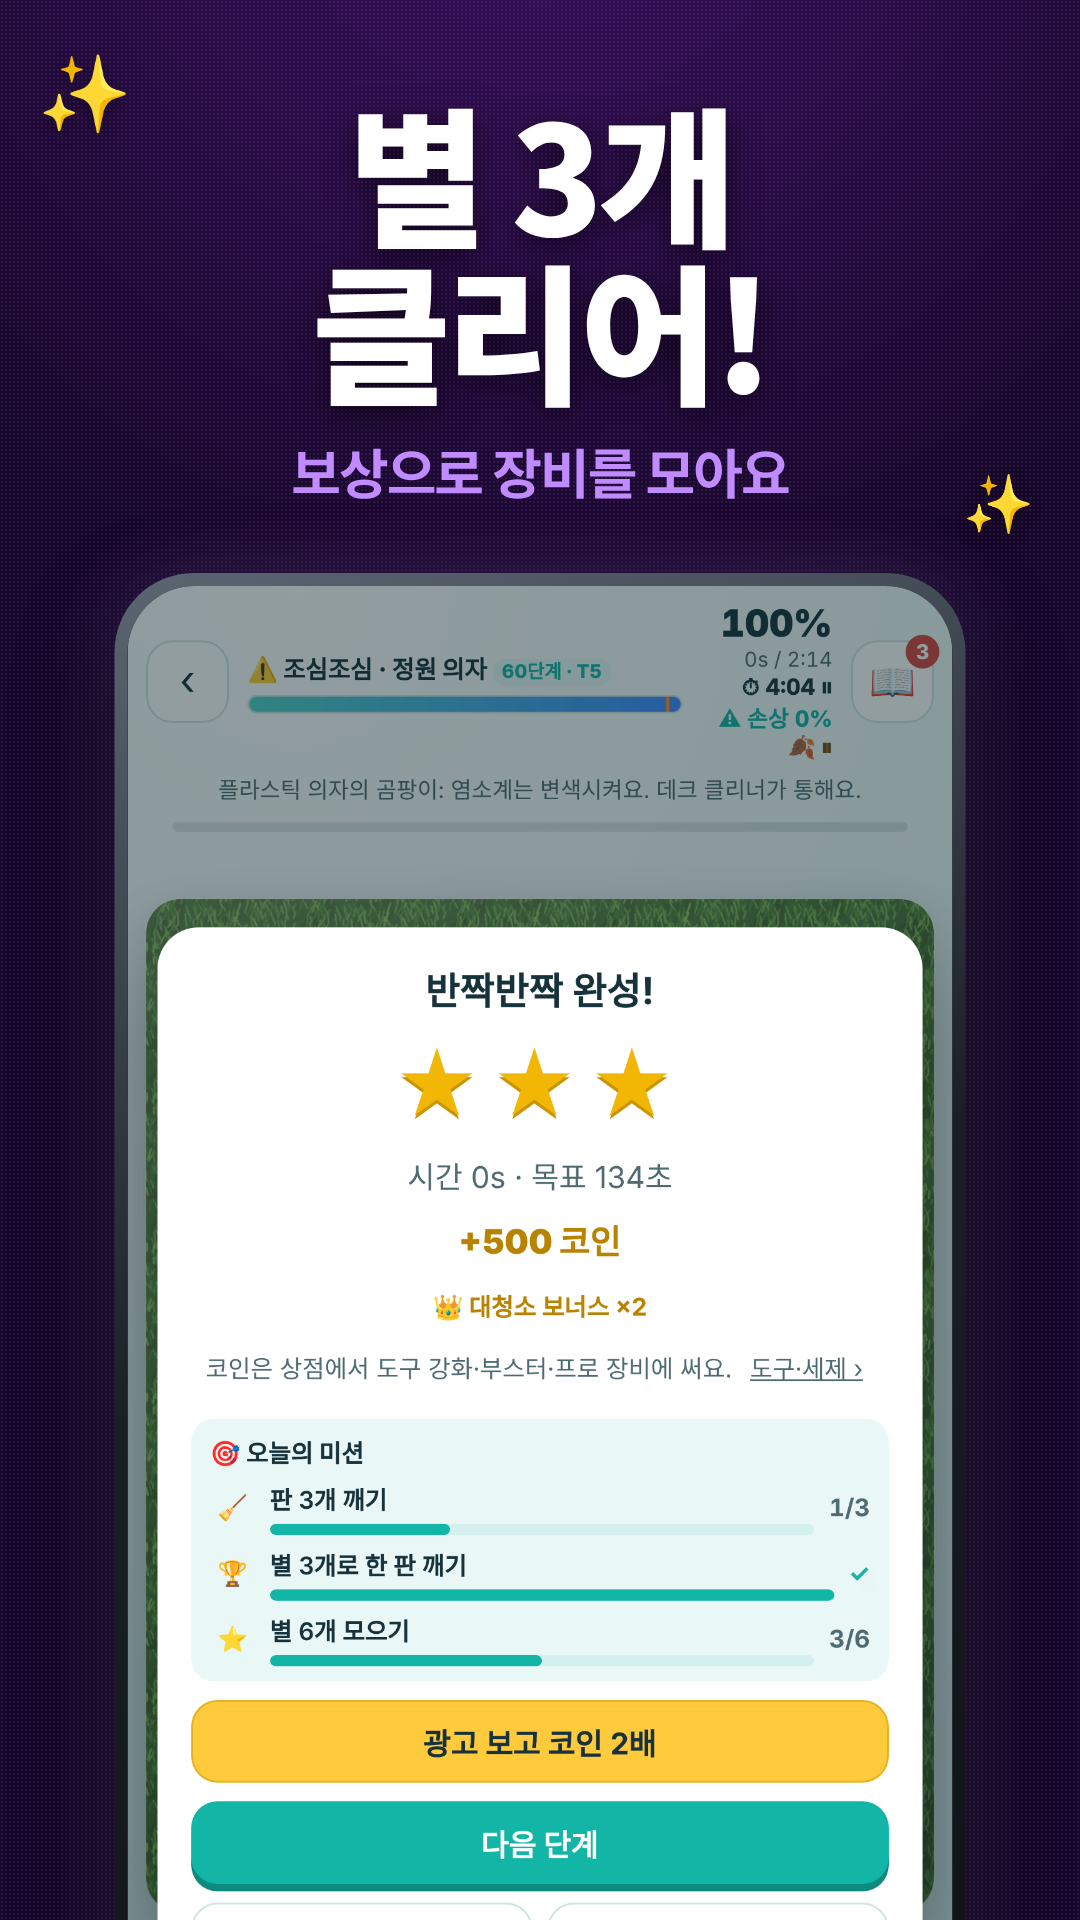 별 3개
클리어!
보상으로 장비를 모아요
100%
조심조심 · 정원 의자 60단계 · T5
0s / 2:14
4:04
손상 0%
3
플라스틱 의자의 곰팡이: 염소계는 변색시켜요. 데크 클리너가 통해요.
반짝반짝 완성!
시간 0s · 목표 134초
+500 코인
대청소 보너스 ×2
코인은 상점에서 도구 강화·부스터·프로 장비에 써요. 도구·세제 ›
오늘의 미션
판 3개 깨기 1/3
별 3개로 한 판 깨기 ✓
별 6개 모으기 3/6
광고 보고 코인 2배
다음 단계